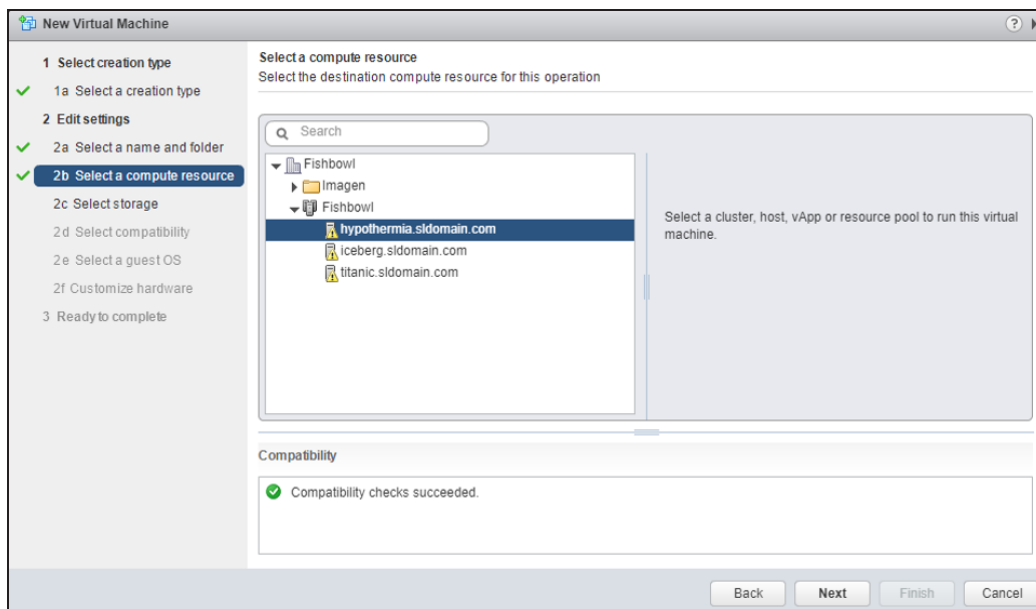 New Virtual Machine
?
1 Select creation type
1a Select a creation type
2 Edit settings
2a Select a name and folder
2b Select a compute resource
2c Select storage
2d Select compatibility
2e Select a guest OS
2f Customize hardware
3 Ready to complete
Select a compute resource
Select the destination compute resource for this operation
Search
Fishbowl
Imagen
Fishbowl
hypothermia.sldomain.com
iceberg.sldomain.com
titanic.sldomain.com
Select a cluster, host, vApp or resource pool to run this virtual
machine.
Compatibility
Compatibility checks succeeded.
Back Next Finish Cancel